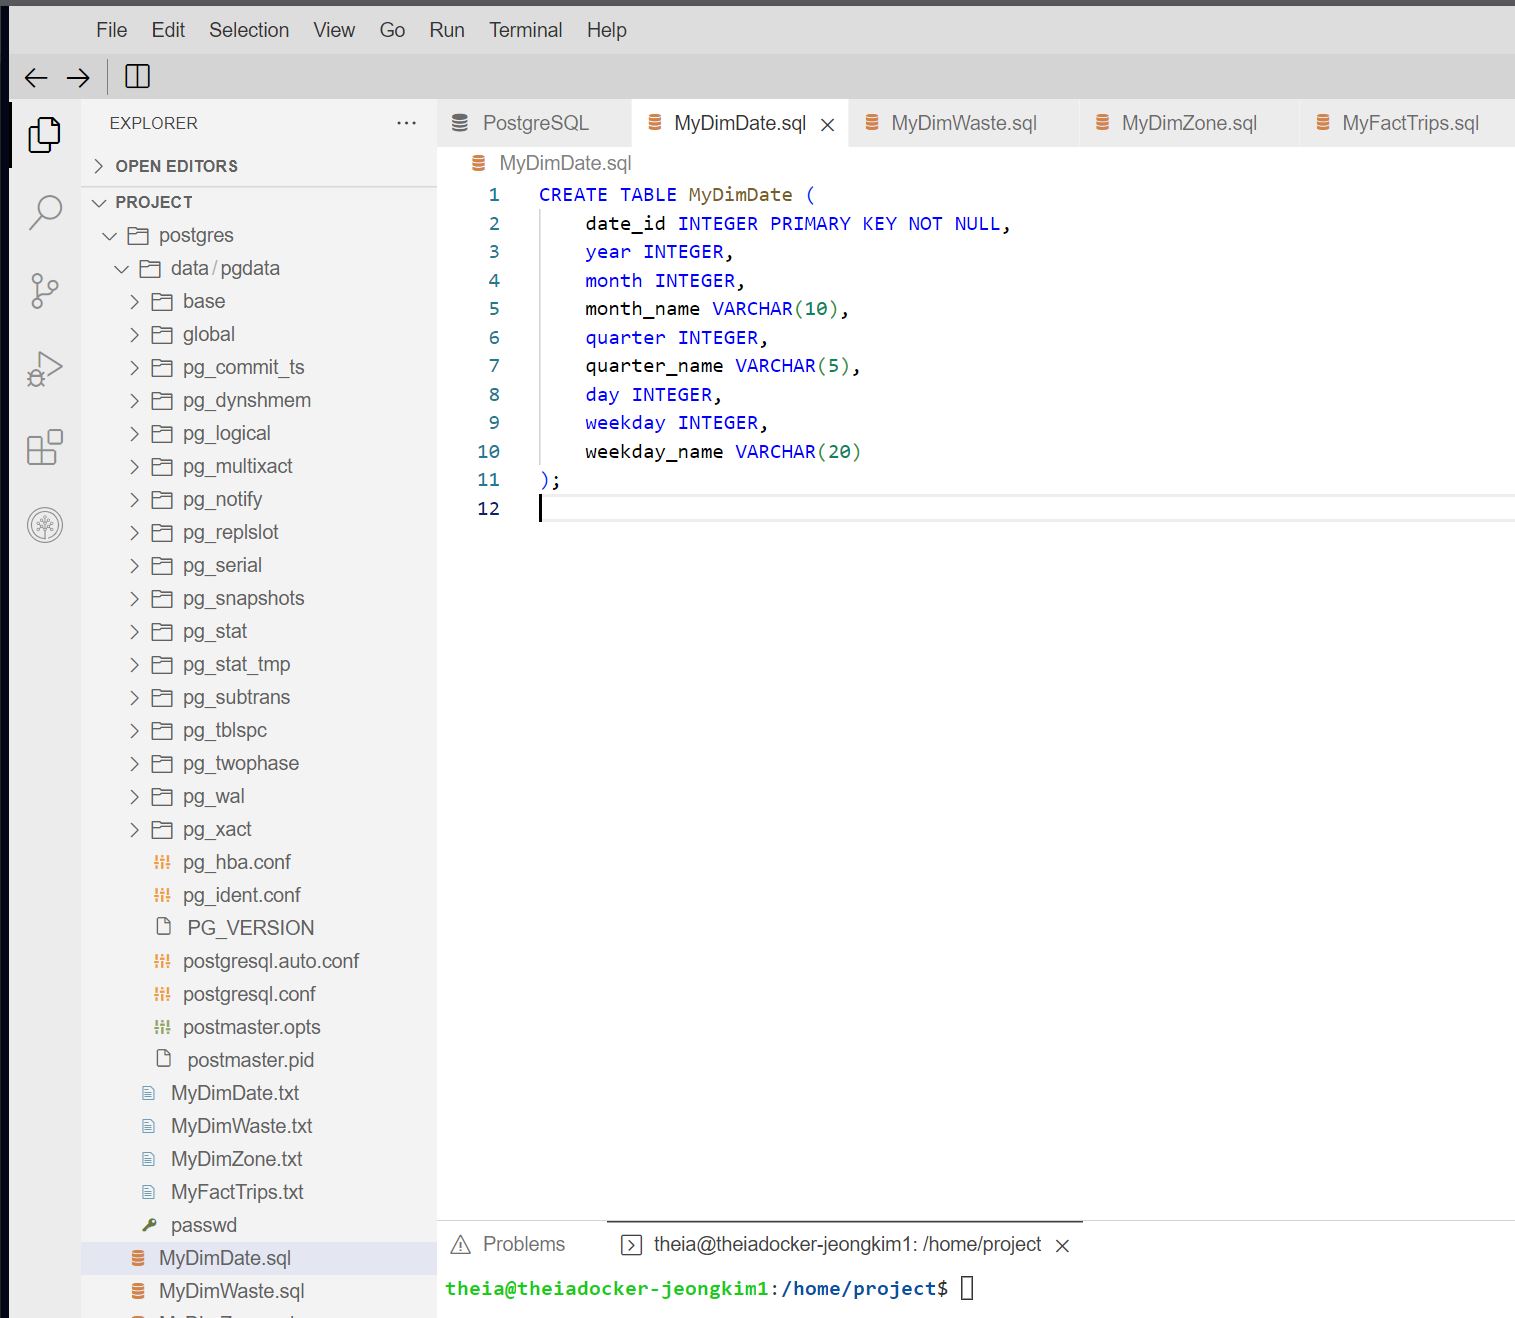 File Edit Selection View Go Run Terminal Help
EXPLORER ...
PostgreSQL MyDimDate.sql MyDimWaste.sql MyDimZone.sql MyFactTrips.sql
OPEN EDITORS
PROJECT
postgres
data/pgdata
base
global
pg_commit_ts
pg_dynshmem
pg_logical
pg_multixact
pg_notify
pg_replslot
pg_serial
pg_snapshots
pg_stat
pg_stat_tmp
pg_subtrans
pg_tblspc
pg_twophase
pg_wal
pg_xact
pg_hba.conf
pg_ident.conf
PG_VERSION
postgresql.auto.conf
postgresql.conf
postmaster.opts
postmaster.pid
MyDimDate.txt
MyDimWaste.txt
MyDimZone.txt
MyFactTrips.txt
passwd
MyDimDate.sql
MyDimWaste.sql
MyDimDate.sql
1 CREATE TABLE MyDimDate (
2 date_id INTEGER PRIMARY KEY NOT NULL,
3 year INTEGER,
4 month INTEGER,
5 month_name VARCHAR(10),
6 quarter INTEGER,
7 quarter_name VARCHAR(5),
8 day INTEGER,
9 weekday INTEGER,
10 weekday_name VARCHAR(20)
11 );
12
Problems theia@theiadocker-jeongkim1: /home/project
theia@theiadocker-jeongkim1:/home/project$